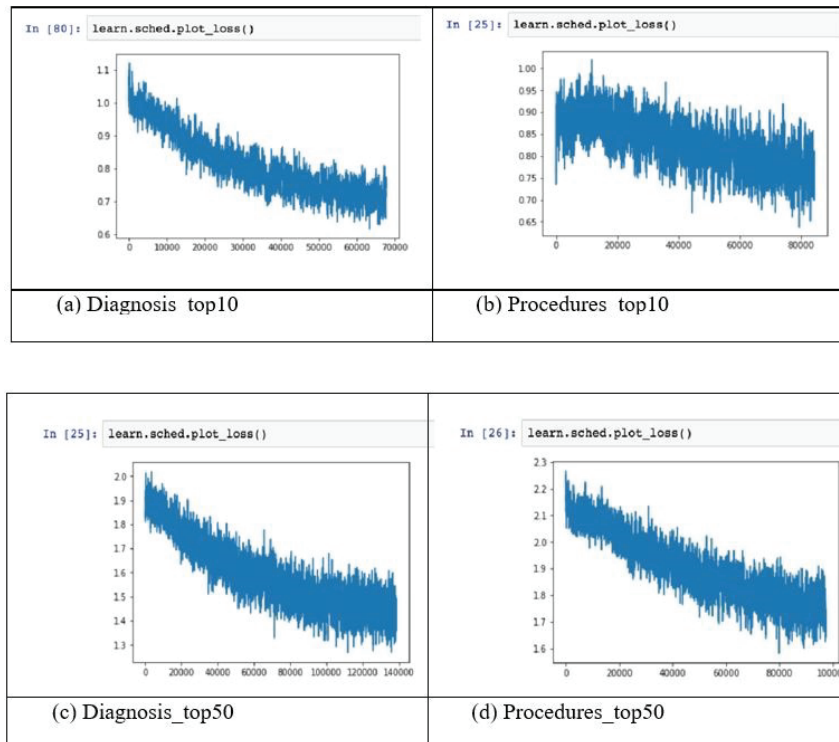 In [80]: learn.sched.plot_loss()
1.1
1.0
0.9
0.8
0.7
0.6
0 10000 20000 30000 40000 50000 60000 70000
(a) Diagnosis top10
In [25]: learn.sched.plot_loss()
1.00
0.95
0.90
0.85
0.80
0.75
0.70
0.65
0 20000 40000 60000 80000
(b) Procedures top10
In [25]: learn.sched.plot_loss()
2.0
1.9
1.8
1.7
1.6
1.5
1.4
1.3
0 20000 40000 60000 80000 100000 120000 140000
(c) Diagnosis_top50
In [26]: learn.sched.plot_loss()
2.3
2.2
2.1
2.0
1.9
1.8
1.7
1.6
0 20000 40000 60000 80000
(d) Procedures_top50